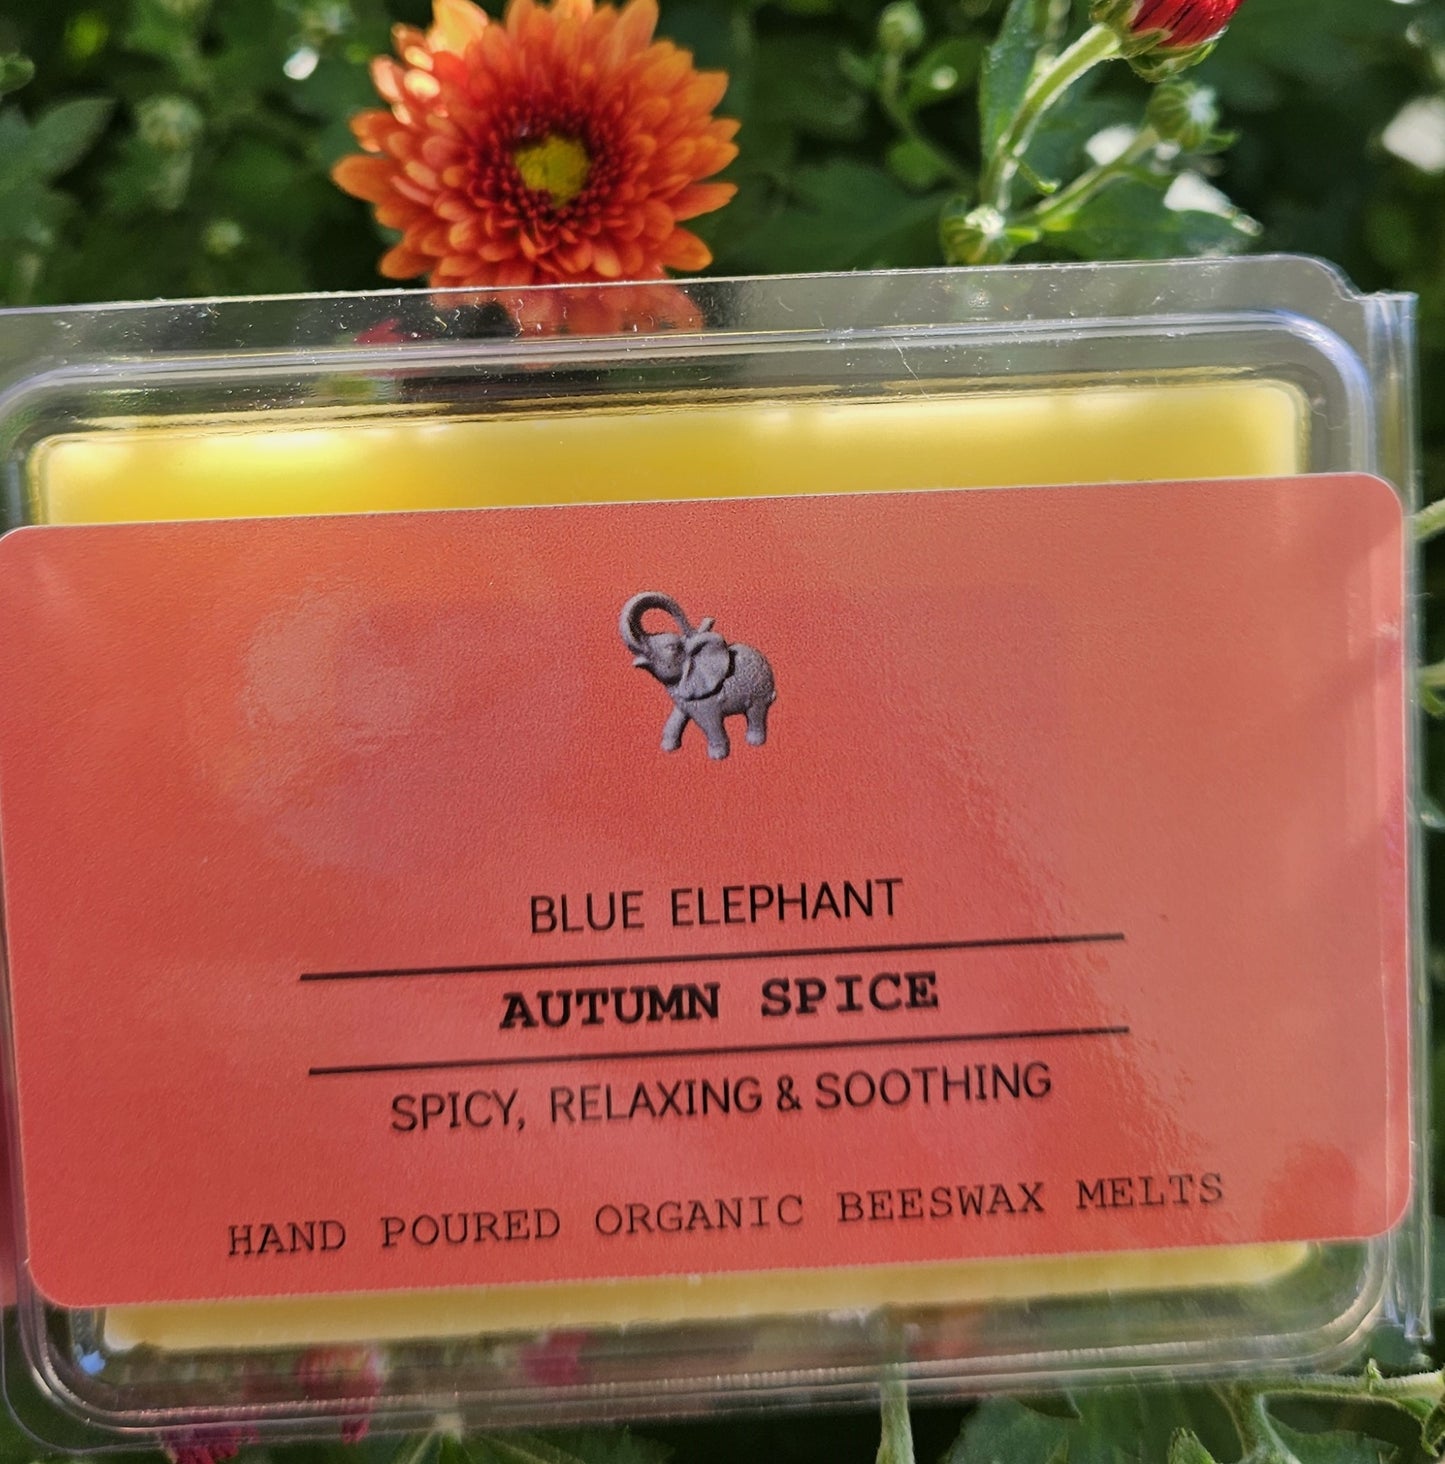 BLUE ELEPHANT
AUTUMN SPICE
SPICY, RELAXING & SOOTHING
HAND POURED ORGANIC BEESWAX MELTS